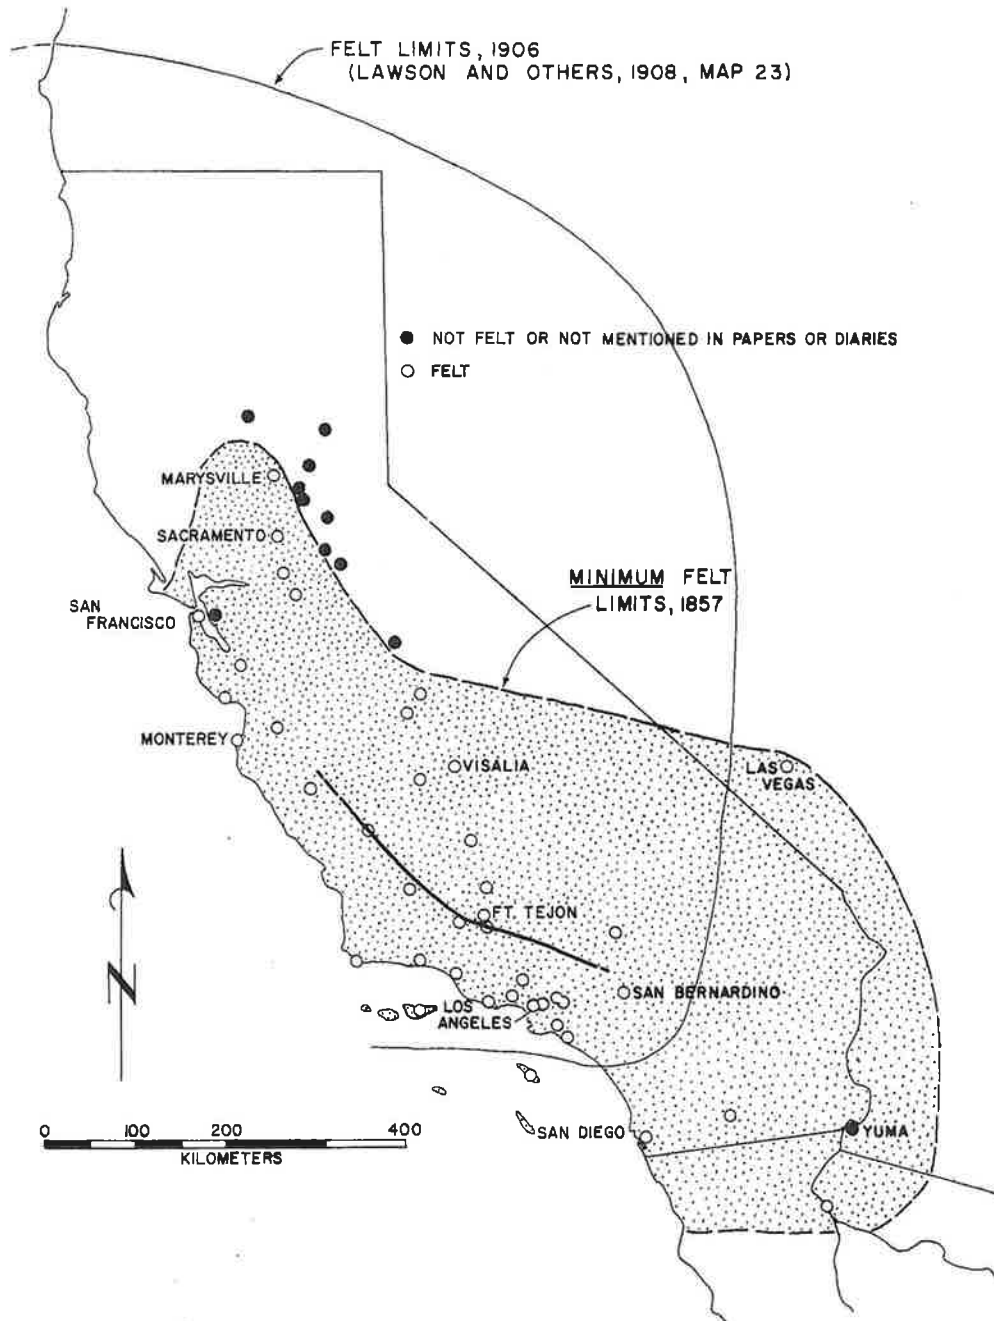 FELT LIMITS, 1906
(LAWSON AND OTHERS, 1908, MAP 23)
NOT FELT OR NOT MENTIONED IN PAPERS OR DIARIES
FELT
MARYSVILLE
SACRAMENTO
MINIMUM FELT
LIMITS, 1857
SAN
FRANCISCO
MONTEREY
VISALIA
LAS
VEGAS
FT. TEJON
N
SAN BERNARDINO
LOS
ANGELES
SAN DIEGO
YUMA
0 100 200 400
KILOMETERS